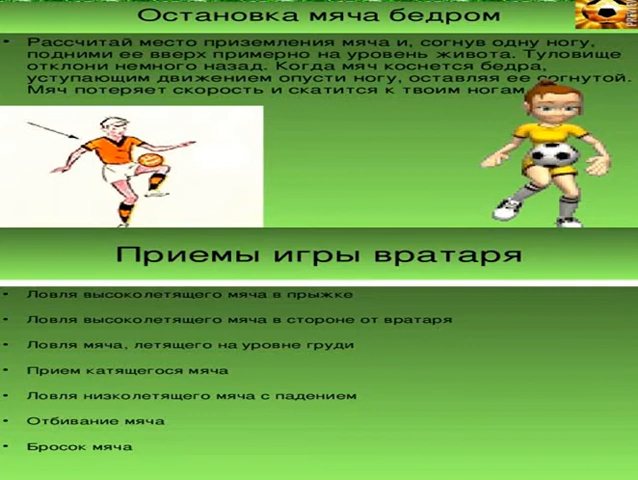 Остановка мяча бедром
• Рассчитай место приземления мяча и, согнув одну ногу,
подними ее вверх примерно на уровень живота. Туловище
отклони немного назад. Когда мяч коснется бедра,
уступающим движением опусти ногу, оставляя ее согнутой.
Мяч потеряет скорость и скатится к твоим ногам
Приемы игры вратаря
• Ловля высоколетящего мяча в прыжке
• Ловля высоколетящего мяча в стороне от вратаря
• Ловля мяча, летящего на уровне груди
• Прием катящегося мяча
• Ловля низколетящего мяча с падением
• Отбивание мяча
• Бросок мяча